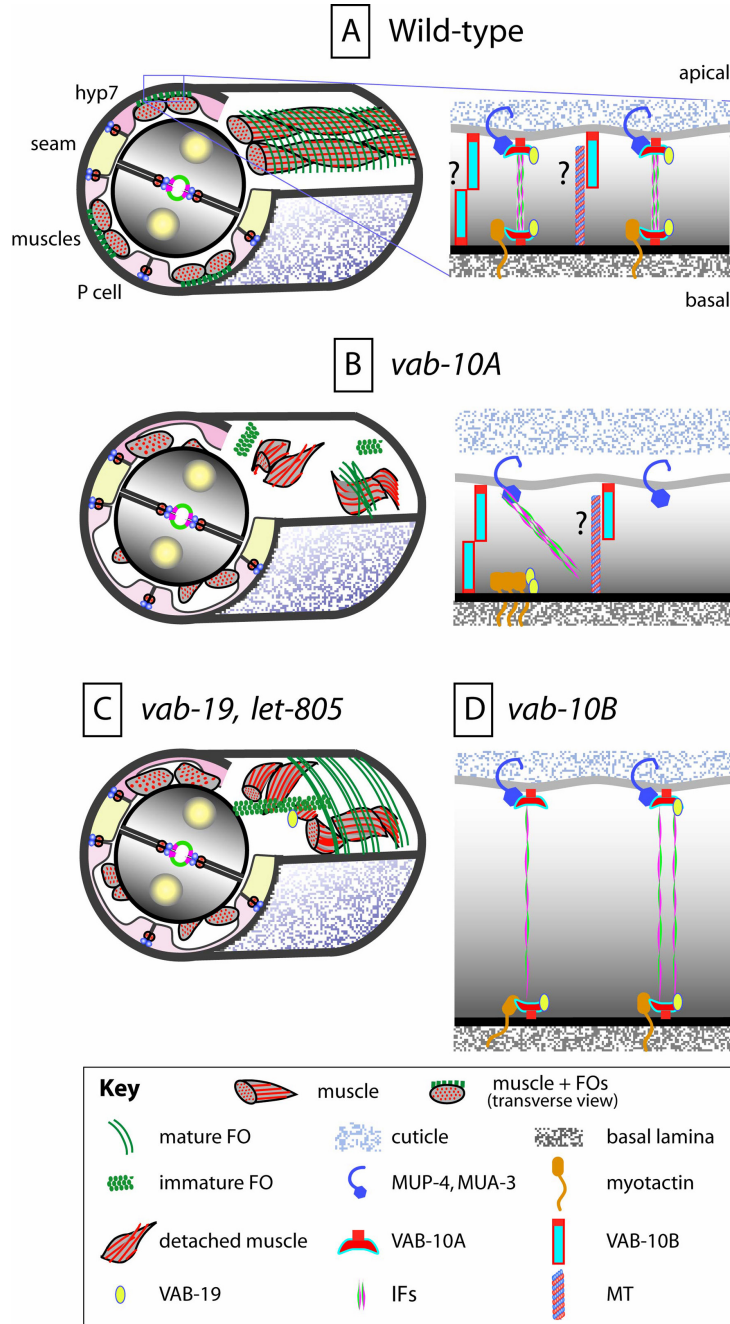 A Wild-type
apical
hyp7
seam
muscles
P cell
? ?
basal
B vab-10A
?
C vab-19, let-805
D vab-10B
Key
muscle
muscle + FOs
(transverse view)
mature FO
cuticle
basal lamina
immature FO
MUP-4, MUA-3
myotactin
detached muscle
VAB-10A
VAB-10B
VAB-19
IFs
MT